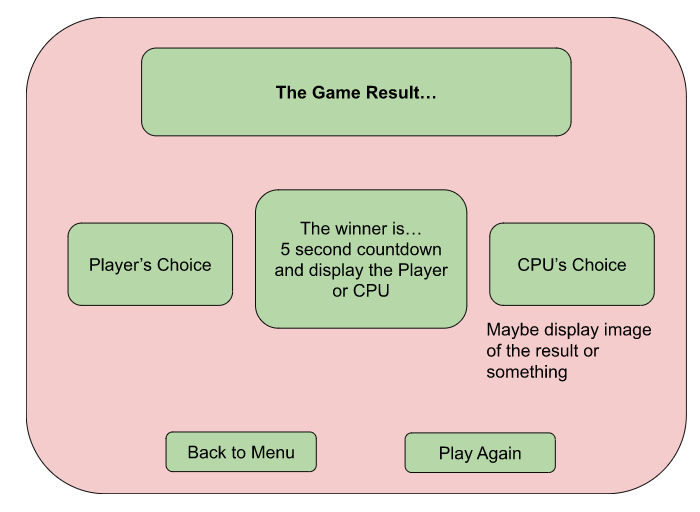 The Game Result…
Player’s Choice
The winner is…
5 second countdown
and display the Player
or CPU
CPU’s Choice
Maybe display image
of the result or
something
Back to Menu
Play Again